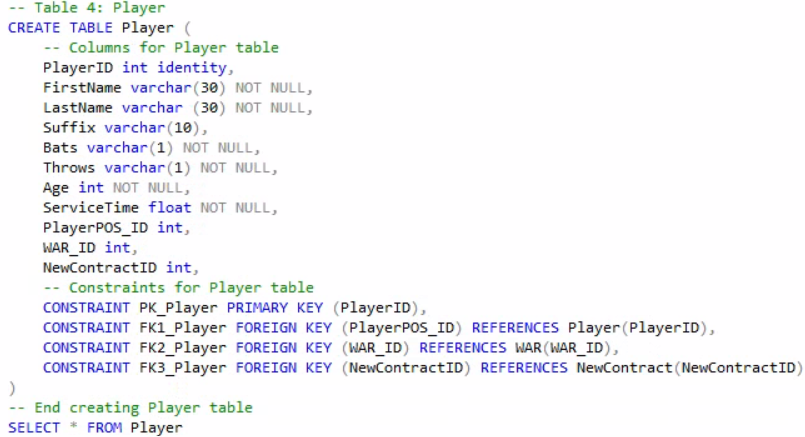 -- Table 4: Player
CREATE TABLE Player (
-- Columns for Player table
PlayerID int identity,
FirstName varchar(30) NOT NULL,
LastName varchar (30) NOT NULL,
Suffix varchar(10),
Bats varchar(1) NOT NULL,
Throws varchar(1) NOT NULL,
Age int NOT NULL,
ServiceTime float NOT NULL,
PlayerPOS_ID int,
WAR_ID int,
NewContractID int,
-- Constraints for Player table
CONSTRAINT PK_Player PRIMARY KEY (PlayerID),
CONSTRAINT FK1_Player FOREIGN KEY (PlayerPOS_ID) REFERENCES Player(PlayerID),
CONSTRAINT FK2_Player FOREIGN KEY (WAR_ID) REFERENCES WAR(WAR_ID),
CONSTRAINT FK3_Player FOREIGN KEY (NewContractID) REFERENCES NewContract(NewContractID)
)
-- End creating Player table
SELECT * FROM Player